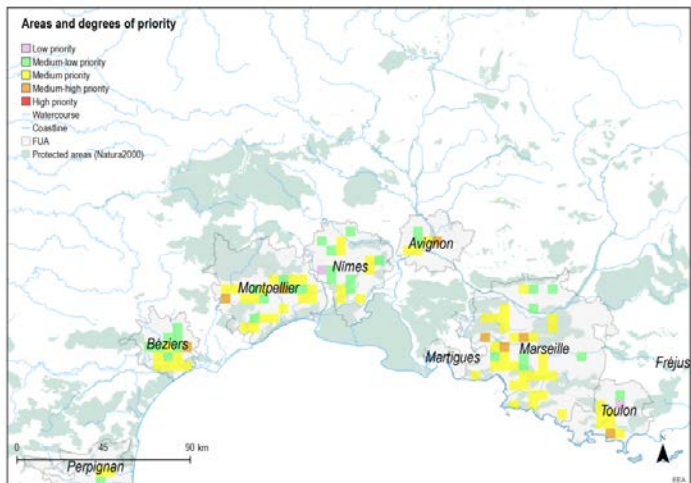 Areas and degrees of priority
Low priority
Medium-low priority
Medium priority
Medium-high priority
High priority
Watercourse
Coastline
FUA
Protected areas (Natura2000)
Avignon
Nîmes
Montpellier
Béziers
Marseille
Martigues
Fréjus
Toulon
0 45 90 km
Perpignan
N
EEA